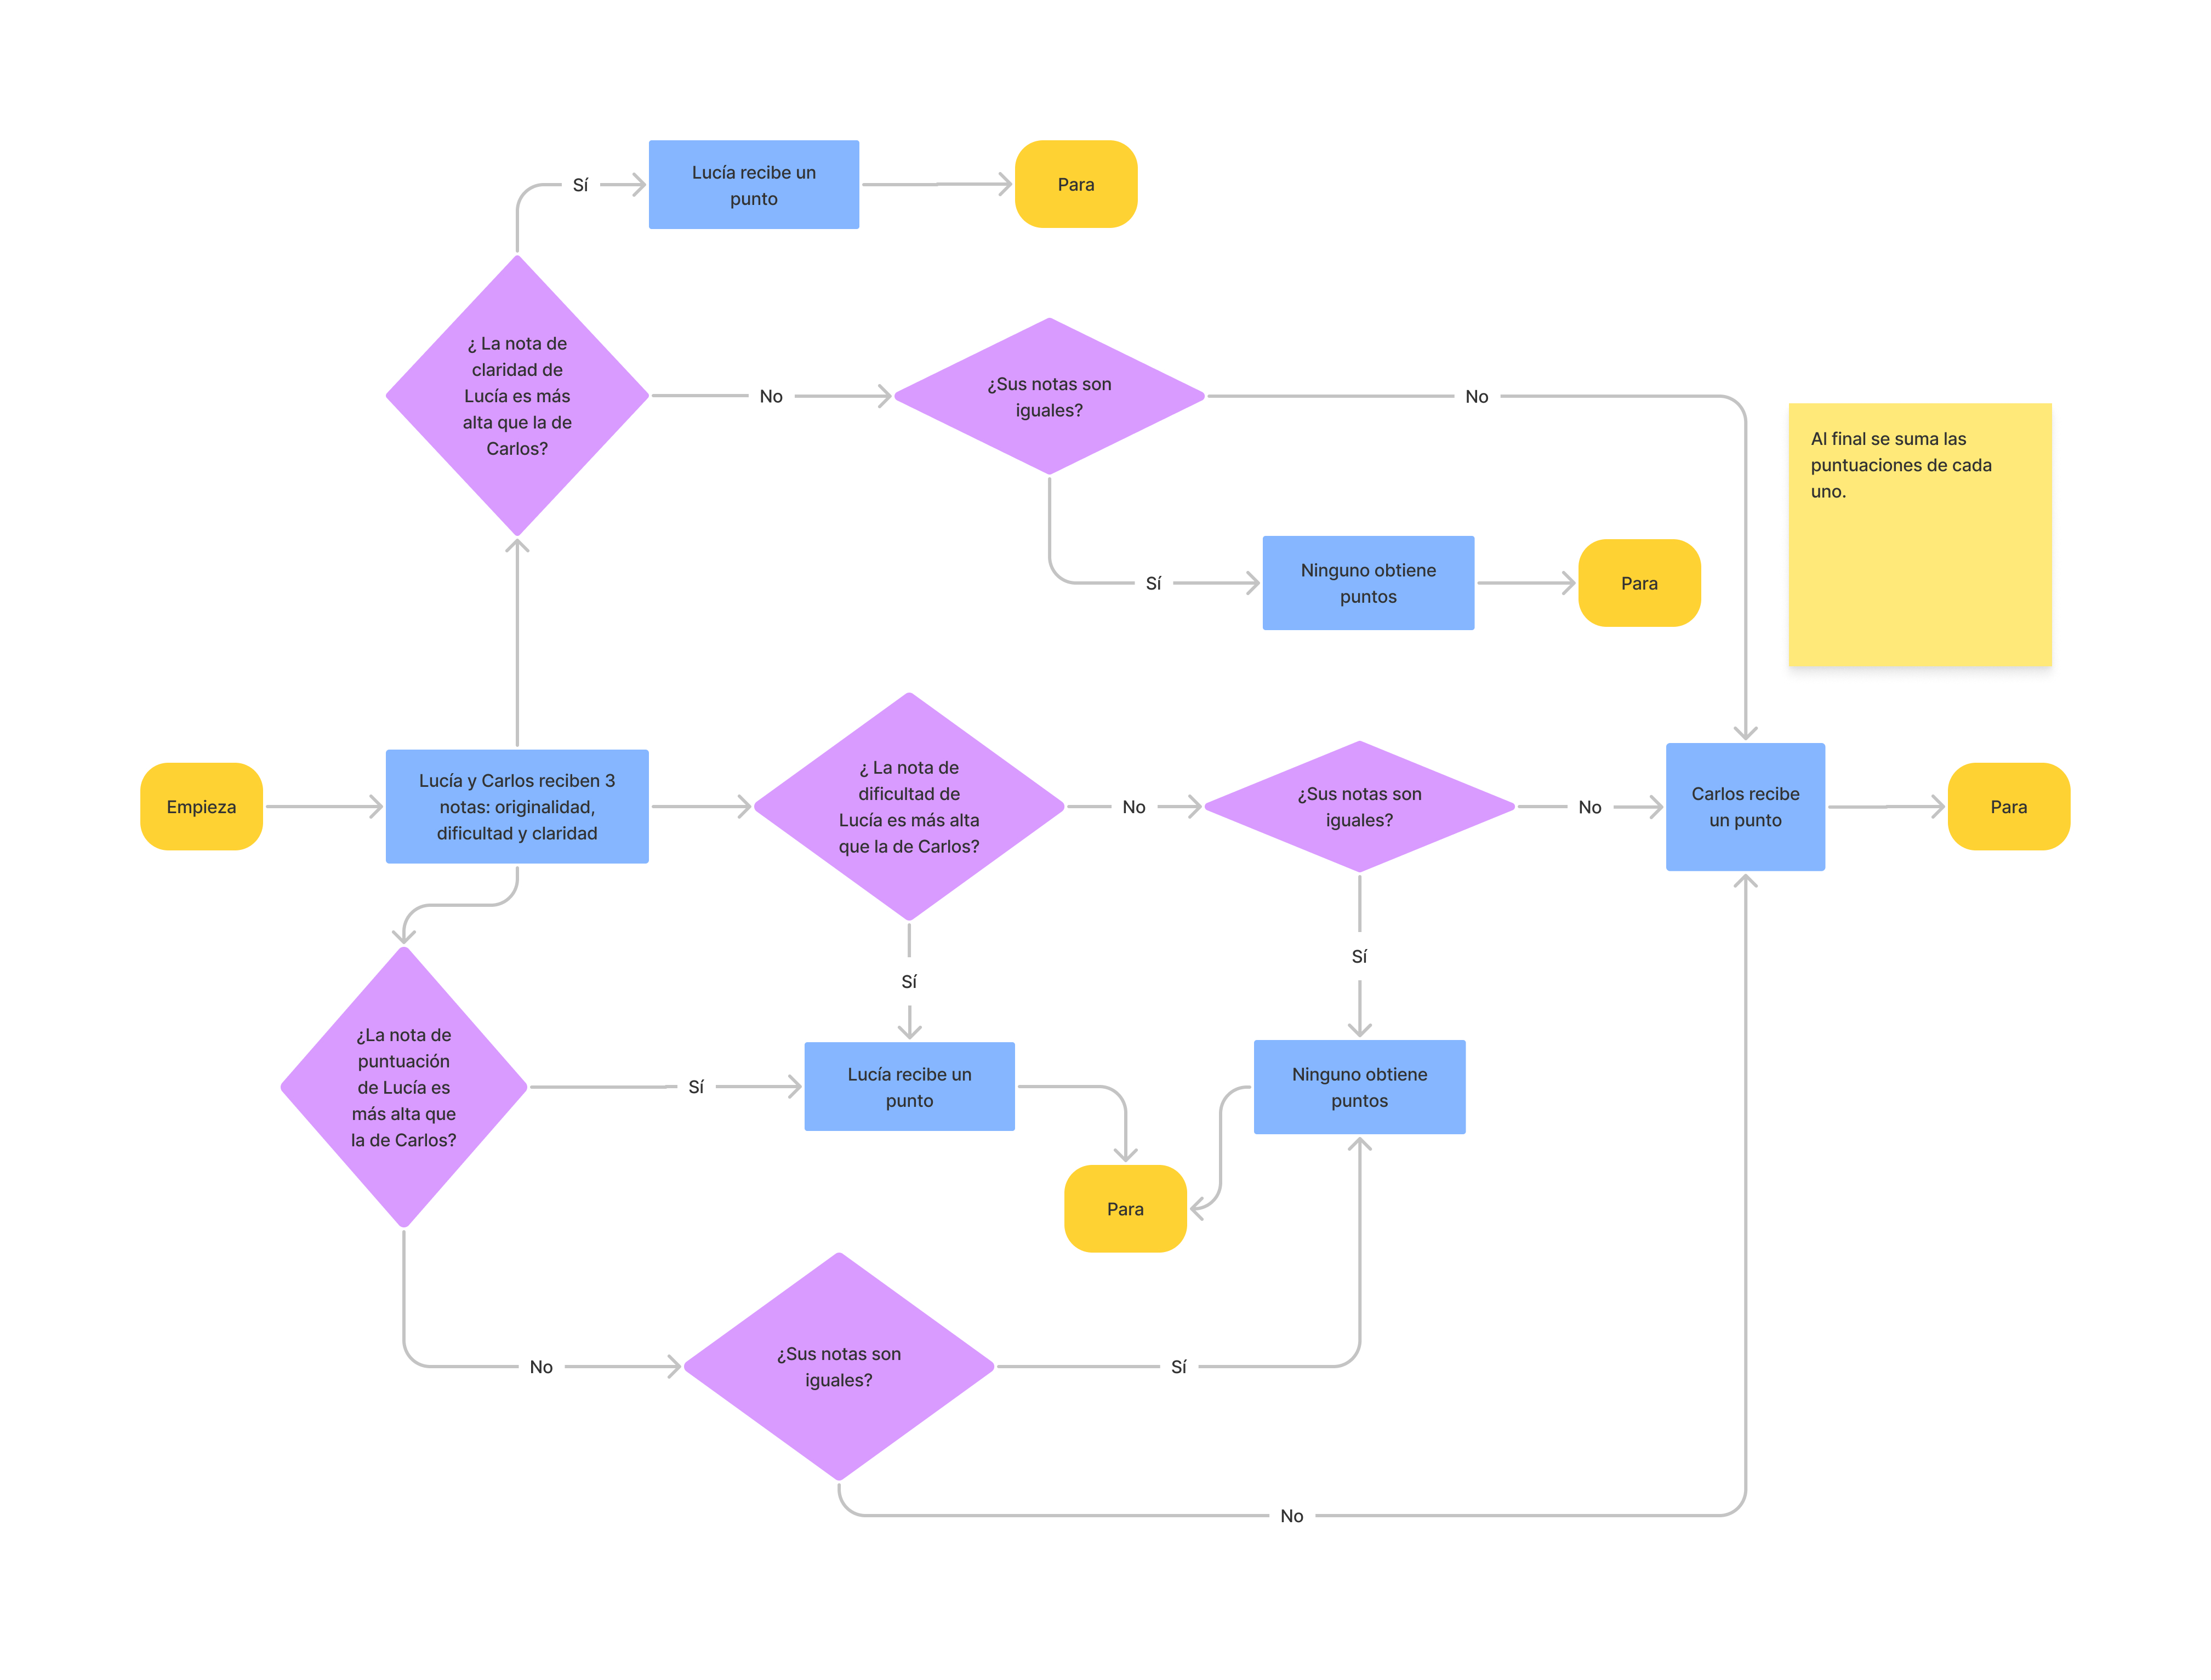 Lucía recibe un
punto
Para
Sí
¿ La nota de
claridad de
Lucía es más
alta que la de
Carlos?
No
¿Sus notas son
iguales?
No
Al final se suma las
puntuaciones de cada
uno.
Sí
Ninguno obtiene
puntos
Para
Empieza
Lucía y Carlos reciben 3
notas: originalidad,
dificultad y claridad
¿ La nota de
dificultad de
Lucía es más alta
que la de Carlos?
No
¿Sus notas son
iguales?
No
Carlos recibe
un punto
Para
Sí
Sí
¿La nota de
puntuación
de Lucía es
más alta que
la de Carlos?
Sí
Lucía recibe un
punto
Ninguno obtiene
puntos
Para
No
¿Sus notas son
iguales?
Sí
No